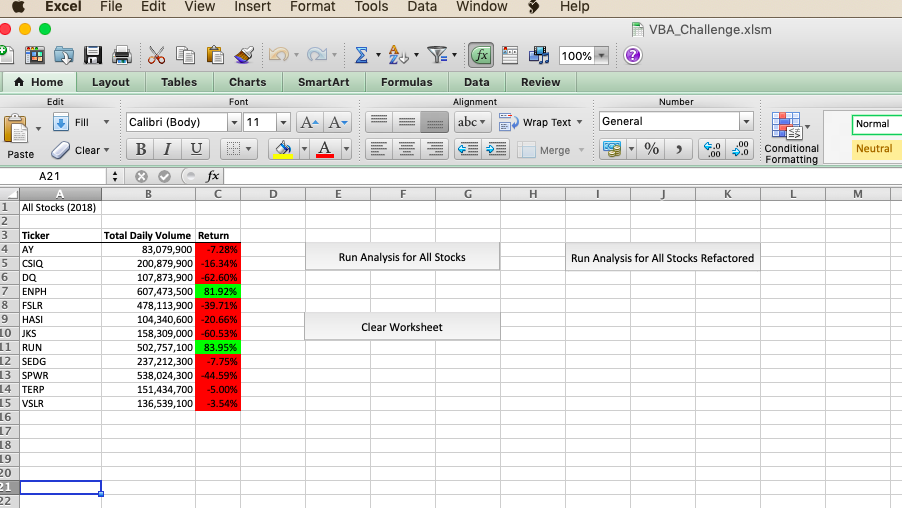 Excel File Edit View Insert Format Tools Data Window Help
VBA_Challenge.xlsm
100%
Home Layout Tables Charts SmartArt Formulas Data Review
Edit Font Alignment Number
Fill Calibri (Body) 11 A A abc Wrap Text General Normal
Paste Clear B I U A Merge % Conditional Formatting Neutral
A21 fx
A B C D E F G H I J K L M
1 All Stocks (2018)
2
3 Ticker Total Daily Volume Return
4 AY 83,079,900 -7.28%
5 CSIQ 200,879,900 -16.34%
6 DQ 107,873,900 -62.60%
7 ENPH 607,473,500 81.92%
8 FSLR 478,113,900 -39.71%
9 HASI 104,340,600 -20.66%
10 JKS 158,309,000 -60.53%
11 RUN 502,757,100 83.95%
12 SEDG 237,212,300 -7.75%
13 SPWR 538,024,300 -44.59%
14 TERP 151,434,700 -5.00%
15 VSLR 136,539,100 -3.54%
16
17
18
19
20
21
22
Run Analysis for All Stocks
Run Analysis for All Stocks Refactored
Clear Worksheet